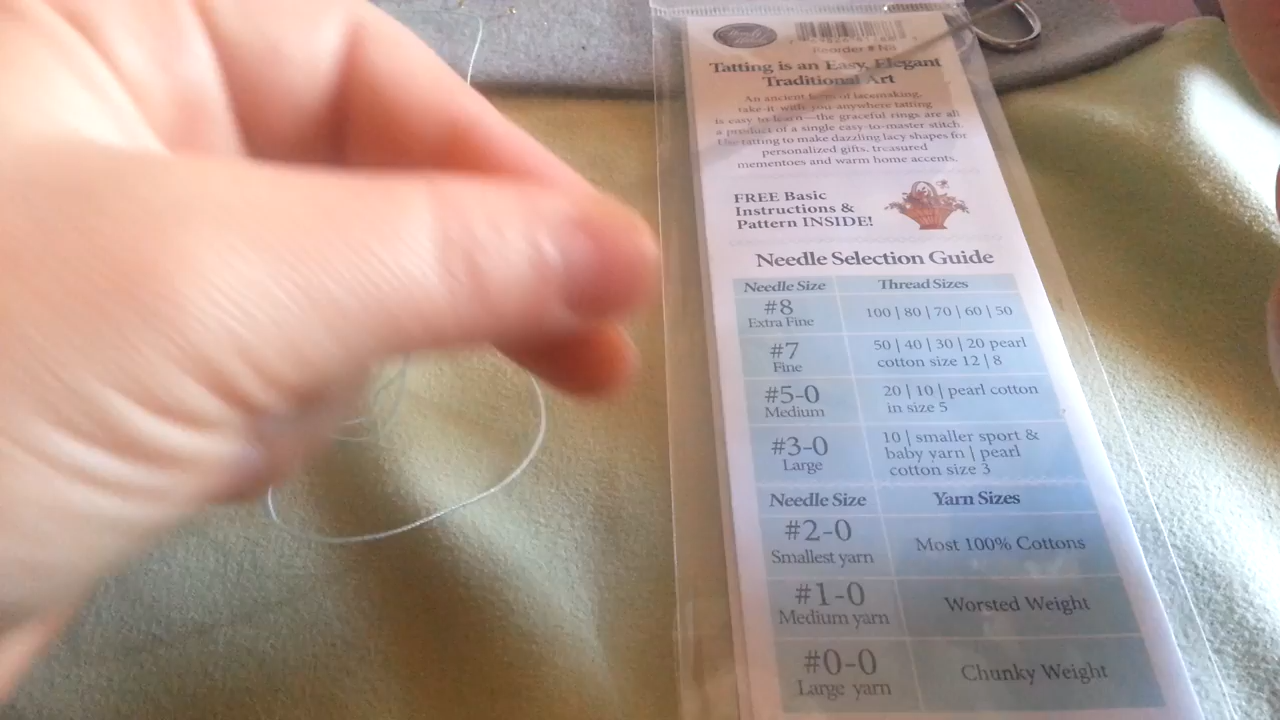 Tatting is an Easy, Elegant
Traditional Art
An ancient form of lacemaking,
take-it-with-you-anywhere tatting
is easy to learn—the graceful rings are all
a product of a single easy-to-master stitch.
Use tatting to make dazzling lacy shapes for
personalized gifts, treasured
mementoes and warm home accents.
FREE Basic
Instructions &
Pattern INSIDE!
Needle Selection Guide
Needle Size Thread Sizes
#8
Extra Fine
100 | 80 | 70 | 60 | 50
#7
Fine
50 | 40 | 30 | 20 pearl
cotton size 12 | 8
#5-0
Medium
20 | 10 | pearl cotton
in size 5
#3-0
Large
10 | smaller sport &
baby yarn | pearl
cotton size 3
Needle Size Yarn Sizes
#2-0
Smallest yarn
Most 100% Cottons
#1-0
Medium yarn
Worsted Weight
#0-0
Large yarn
Chunky Weight